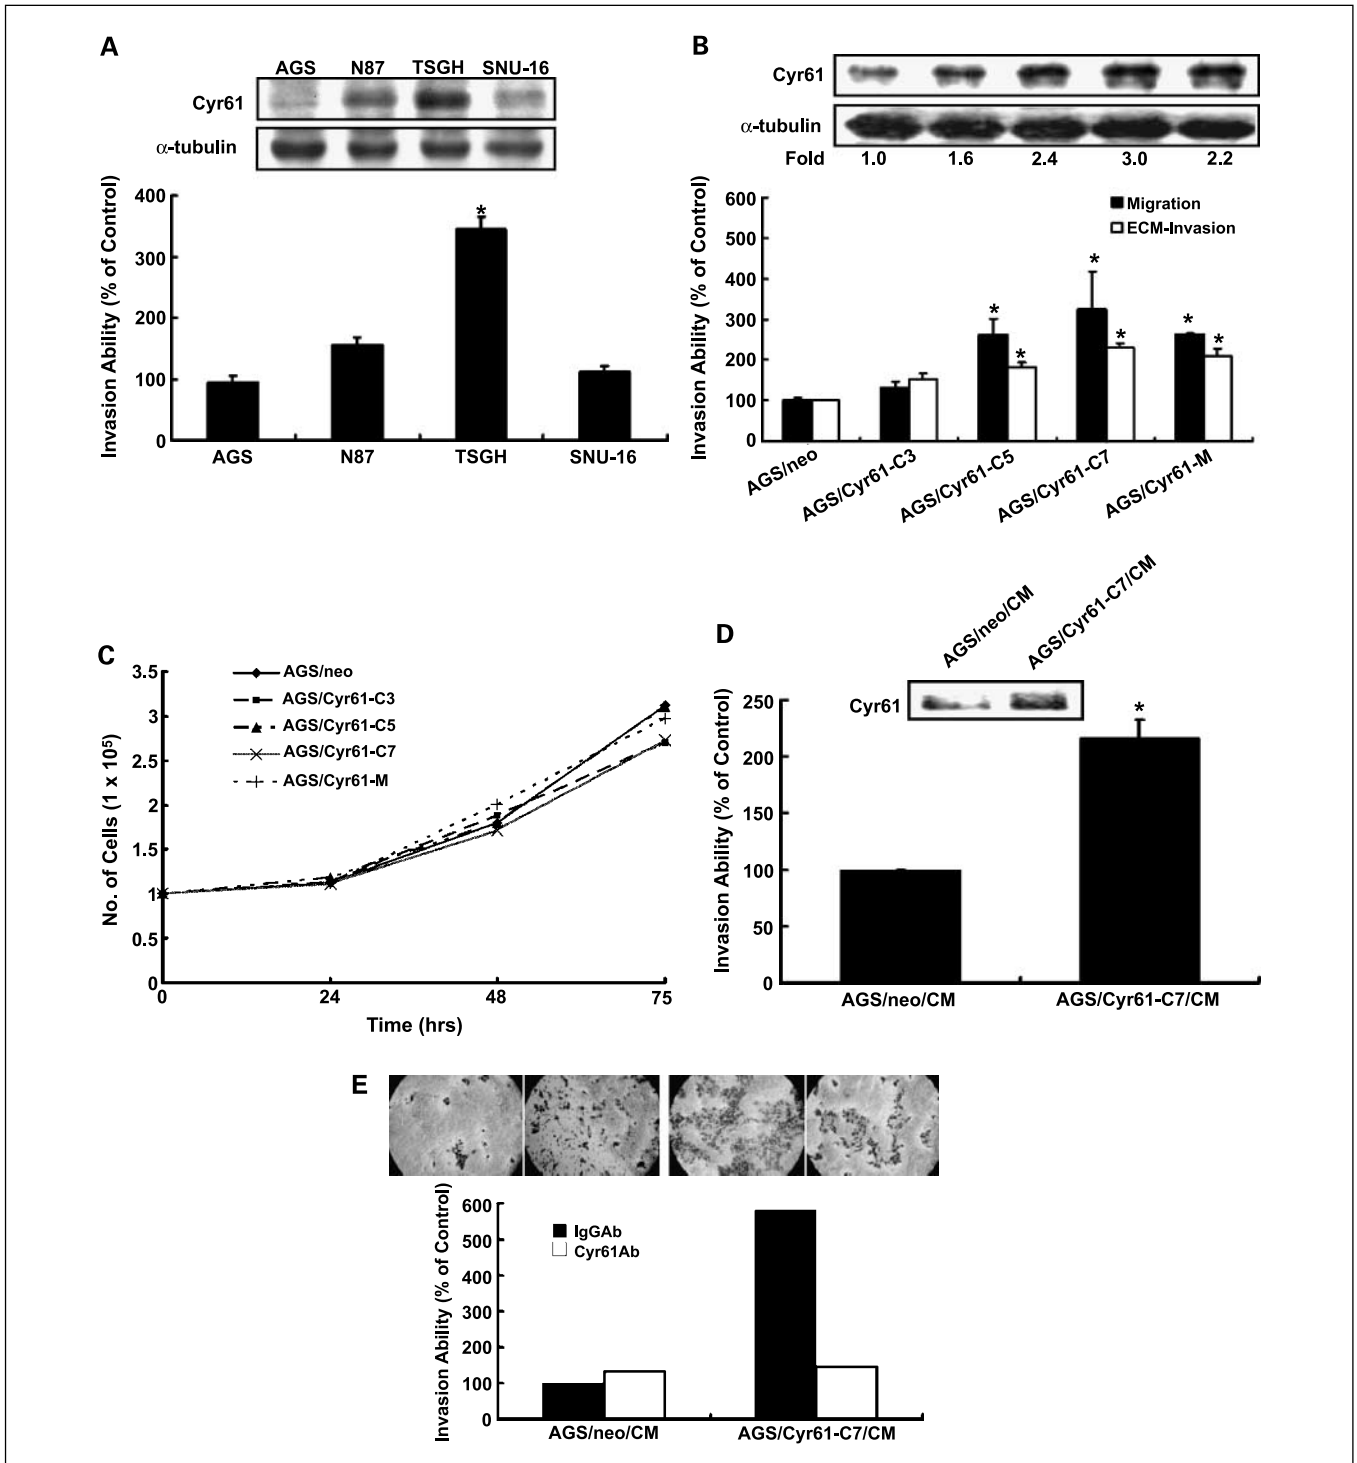 A
AGS N87 TSGH SNU-16
Cyr61
α-tubulin
Invasion Ability (% of Control)
400
300
200
100
0
*
AGS N87 TSGH SNU-16
B
Cyr61
α-tubulin
Fold 1.0 1.6 2.4 3.0 2.2
Invasion Ability (% of Control)
600
500
400
300
200
100
0
Migration
ECM-Invasion
* * * * * *
AGS/neo
AGS/Cyr61-C3
AGS/Cyr61-C5
AGS/Cyr61-C7
AGS/Cyr61-M
C
No. of Cells (1 x 10⁵)
3.5
3
2.5
2
1.5
1
0.5
0
AGS/neo
AGS/Cyr61-C3
AGS/Cyr61-C5
AGS/Cyr61-C7
AGS/Cyr61-M
0 24 48 75
Time (hrs)
D
AGS/neo/CM
AGS/Cyr61-C7/CM
Cyr61
Invasion Ability (% of Control)
250
200
150
100
50
0
*
AGS/neo/CM AGS/Cyr61-C7/CM
E
Invasion Ability (% of Control)
600
500
400
300
200
100
0
IgGAb
Cyr61Ab
AGS/neo/CM AGS/Cyr61-C7/CM